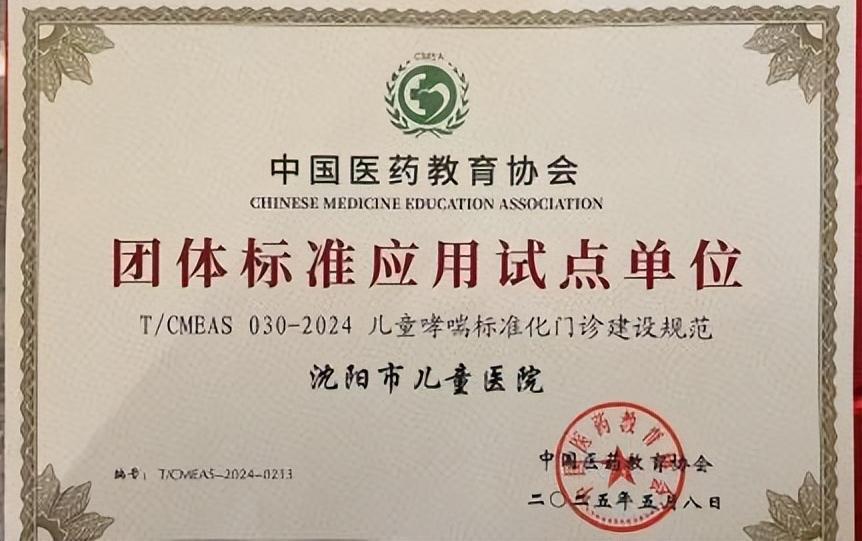 CMEA
中国医药教育协会
CHINESE MEDICINE EDUCATION ASSOCIATION
团体标准应用试点单位
T/CMEAS 030-2024 儿童哮喘标准化门诊建设规范
沈阳市儿童医院
编号：T/CMEAS-2024-0213
中国医药教育协会
二〇二五年五月八日